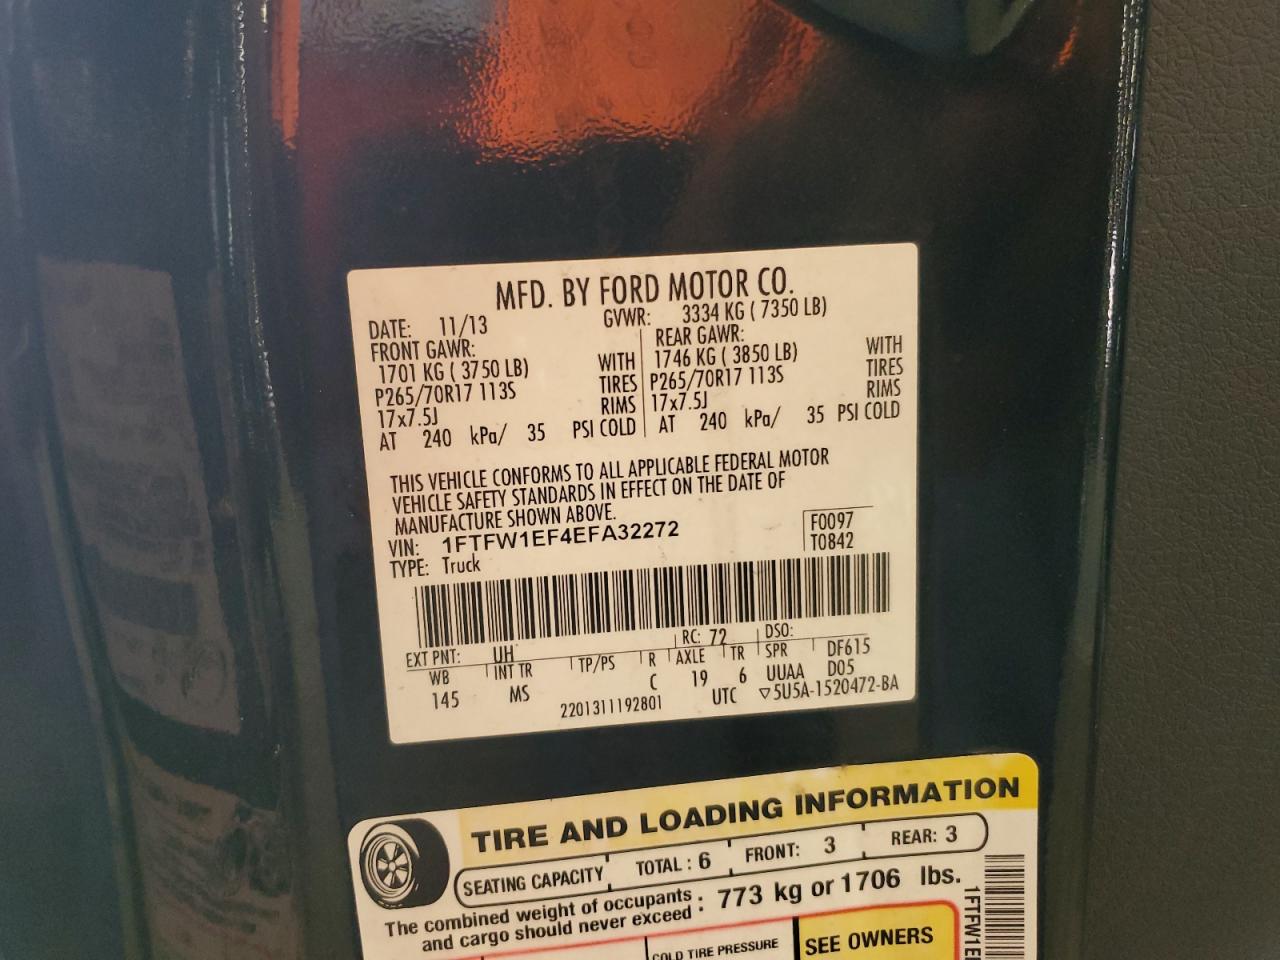 MFD. BY FORD MOTOR CO.
DATE: 11/13 GVWR: 3334 KG ( 7350 LB)
FRONT GAWR: REAR GAWR:
1701 KG ( 3750 LB) WITH 1746 KG ( 3850 LB) WITH
P265/70R17 113S TIRES P265/70R17 113S TIRES
17x7.5J RIMS 17x7.5J RIMS
AT 240 kPa/ 35 PSI COLD AT 240 kPa/ 35 PSI COLD
THIS VEHICLE CONFORMS TO ALL APPLICABLE FEDERAL MOTOR
VEHICLE SAFETY STANDARDS IN EFFECT ON THE DATE OF
MANUFACTURE SHOWN ABOVE.
VIN: 1FTFW1EF4EFA32272 F0097
TYPE: Truck T0842
EXT PNT: UH RC: 72 DSO:
WB INT TR TP/PS R AXLE TR SPR DF615
145 MS C 19 6 UUAA D05
2201311192801 UTC ▽5U5A-1520472-BA
TIRE AND LOADING INFORMATION
SEATING CAPACITY TOTAL : 6 FRONT: 3 REAR: 3
The combined weight of occupants
and cargo should never exceed : 773 kg or 1706 lbs.
COLD TIRE PRESSURE SEE OWNERS
1FTFW1E